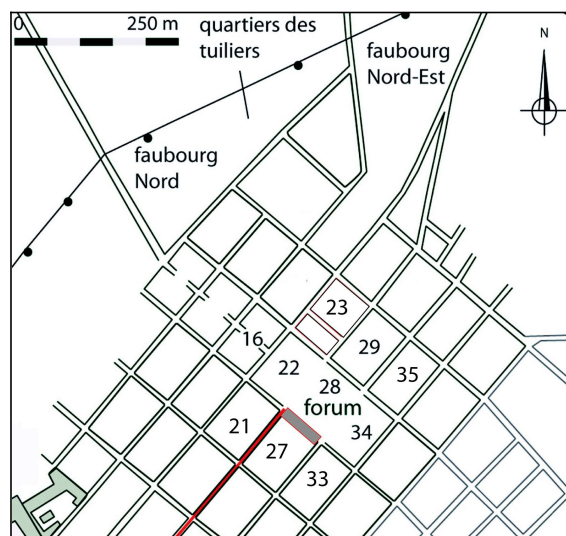 0 250 m
quartiers des
tuiliers
faubourg
Nord-Est
N
faubourg
Nord
23
16
29
22
28
35
forum
21
34
27
33